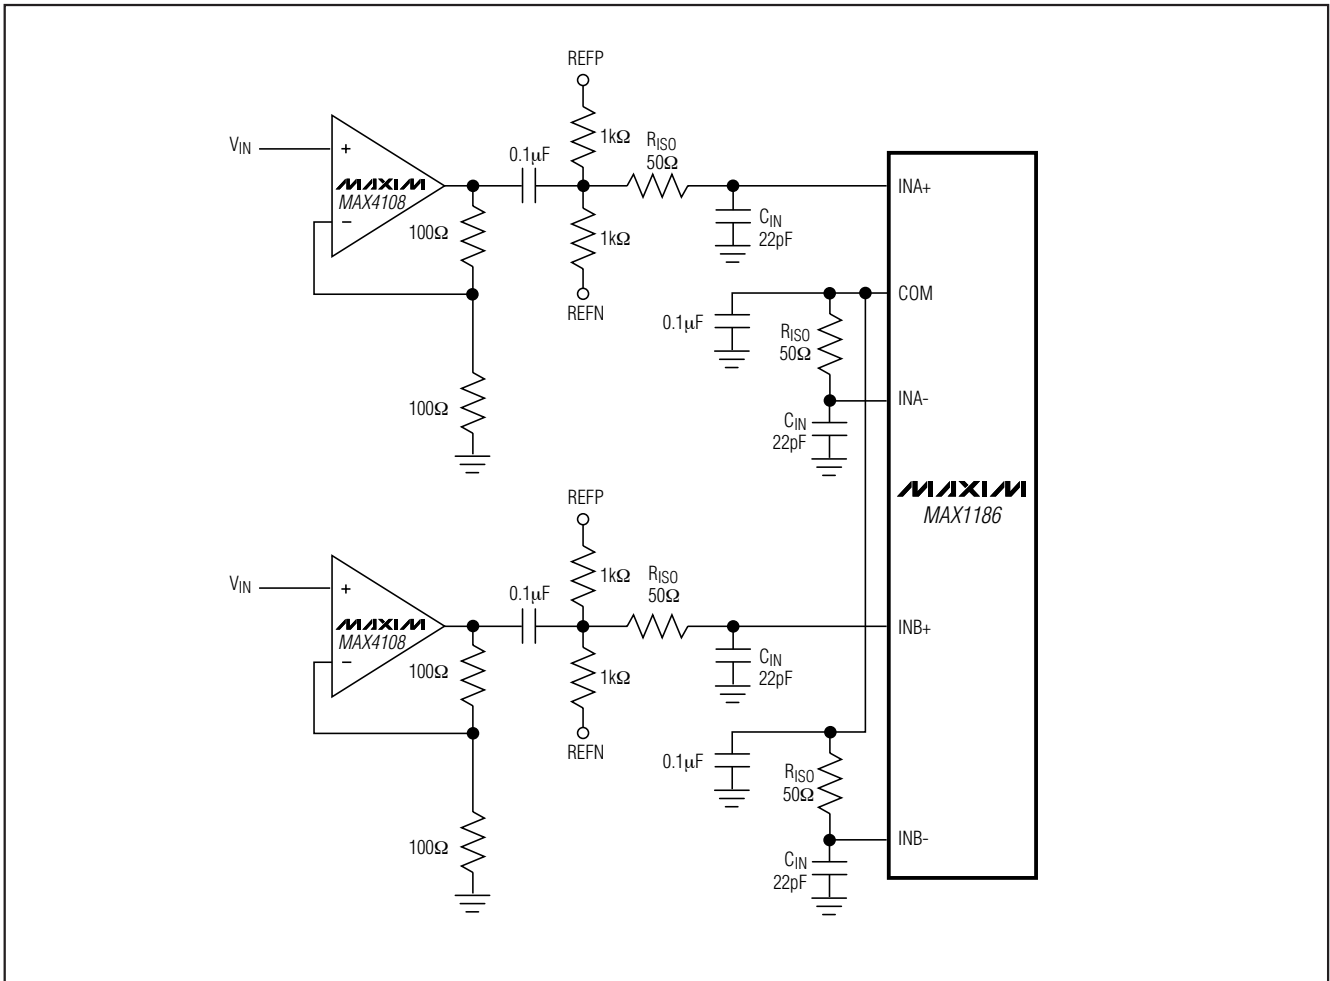 REFP
1kΩ
RISO
50Ω
0.1µF
VIN
+
MAXIM
MAX4108
−
100Ω
1kΩ
REFN
100Ω
INA+
CIN
22pF
COM
0.1µF
RISO
50Ω
INA-
CIN
22pF
MAXIM
MAX1186
REFP
1kΩ
RISO
50Ω
0.1µF
VIN
+
MAXIM
MAX4108
−
100Ω
1kΩ
REFN
100Ω
INB+
CIN
22pF
0.1µF
RISO
50Ω
INB-
CIN
22pF